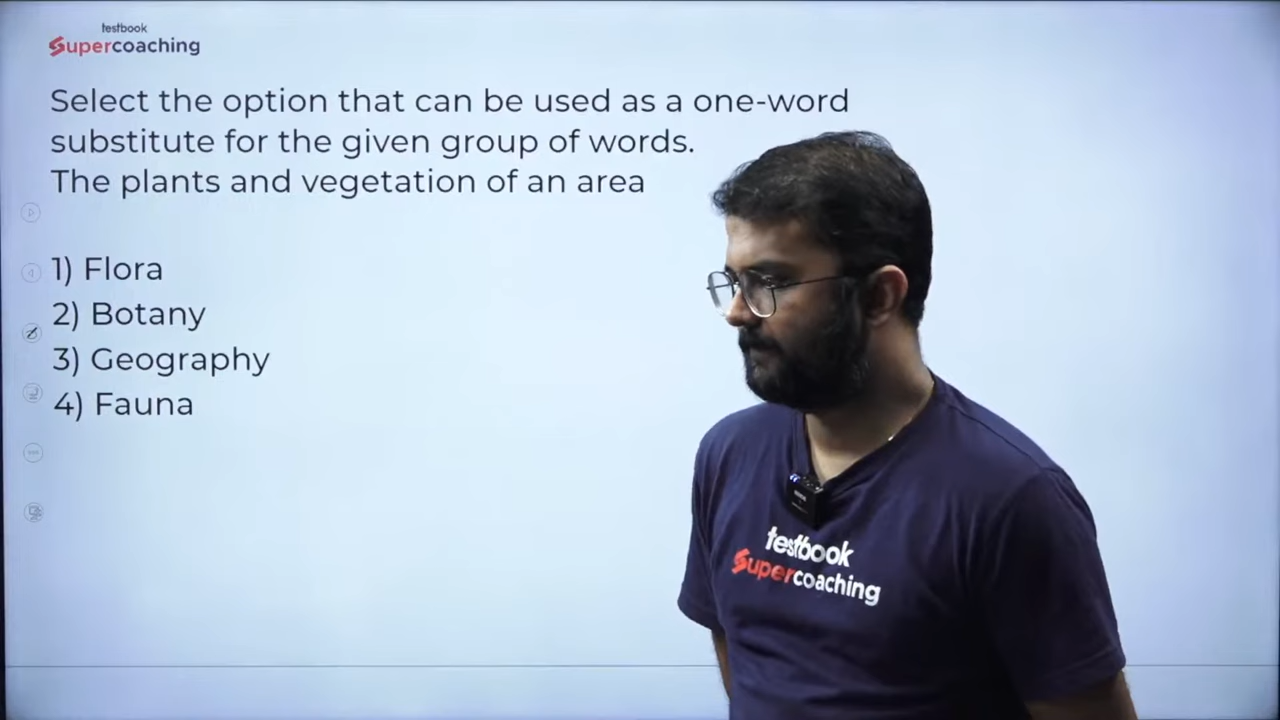 testbook
Supercoaching
Select the option that can be used as a one-word
substitute for the given group of words.
The plants and vegetation of an area
1) Flora
2) Botany
3) Geography
4) Fauna
testbook
Supercoaching